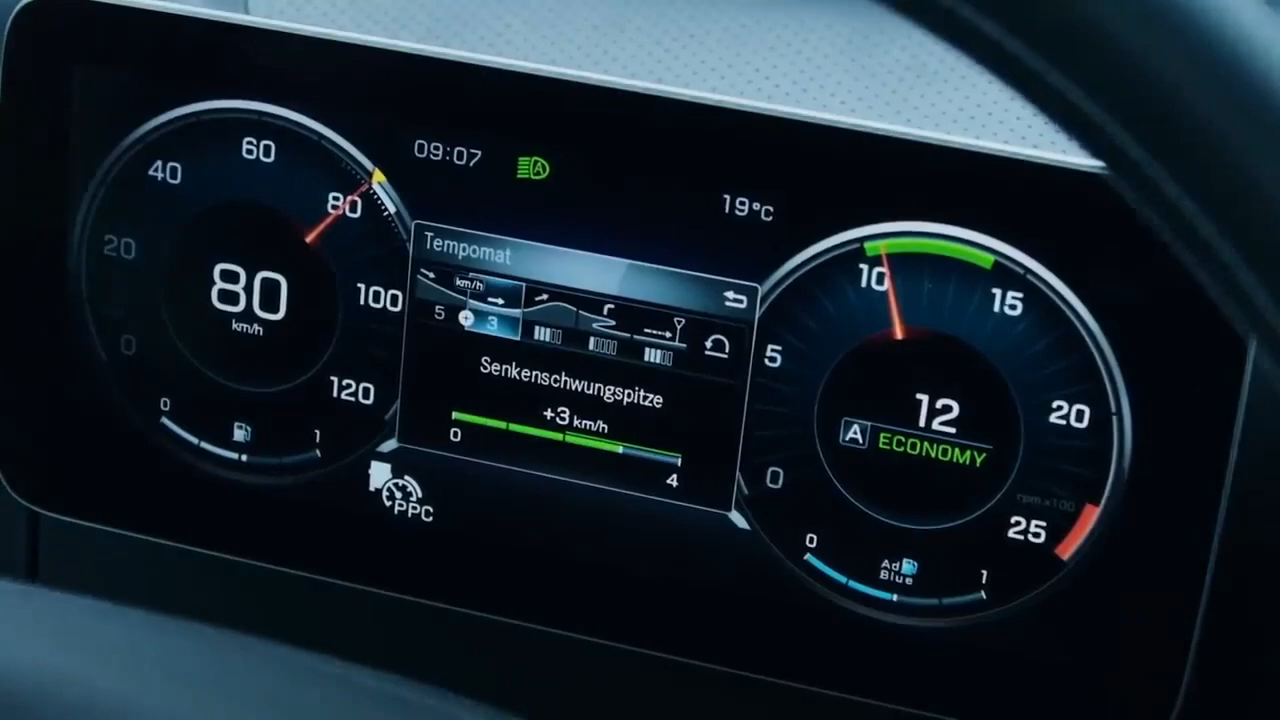 09:07
19°C
20
40
60
80
100
120
0
80
km/h
0
1
Tempomat
km/h
5
3
Senkenschwungspitze
+3 km/h
0
4
PPC
0
5
10
15
20
25
rpm x100
12
A ECONOMY
0
Ad
Blue
1